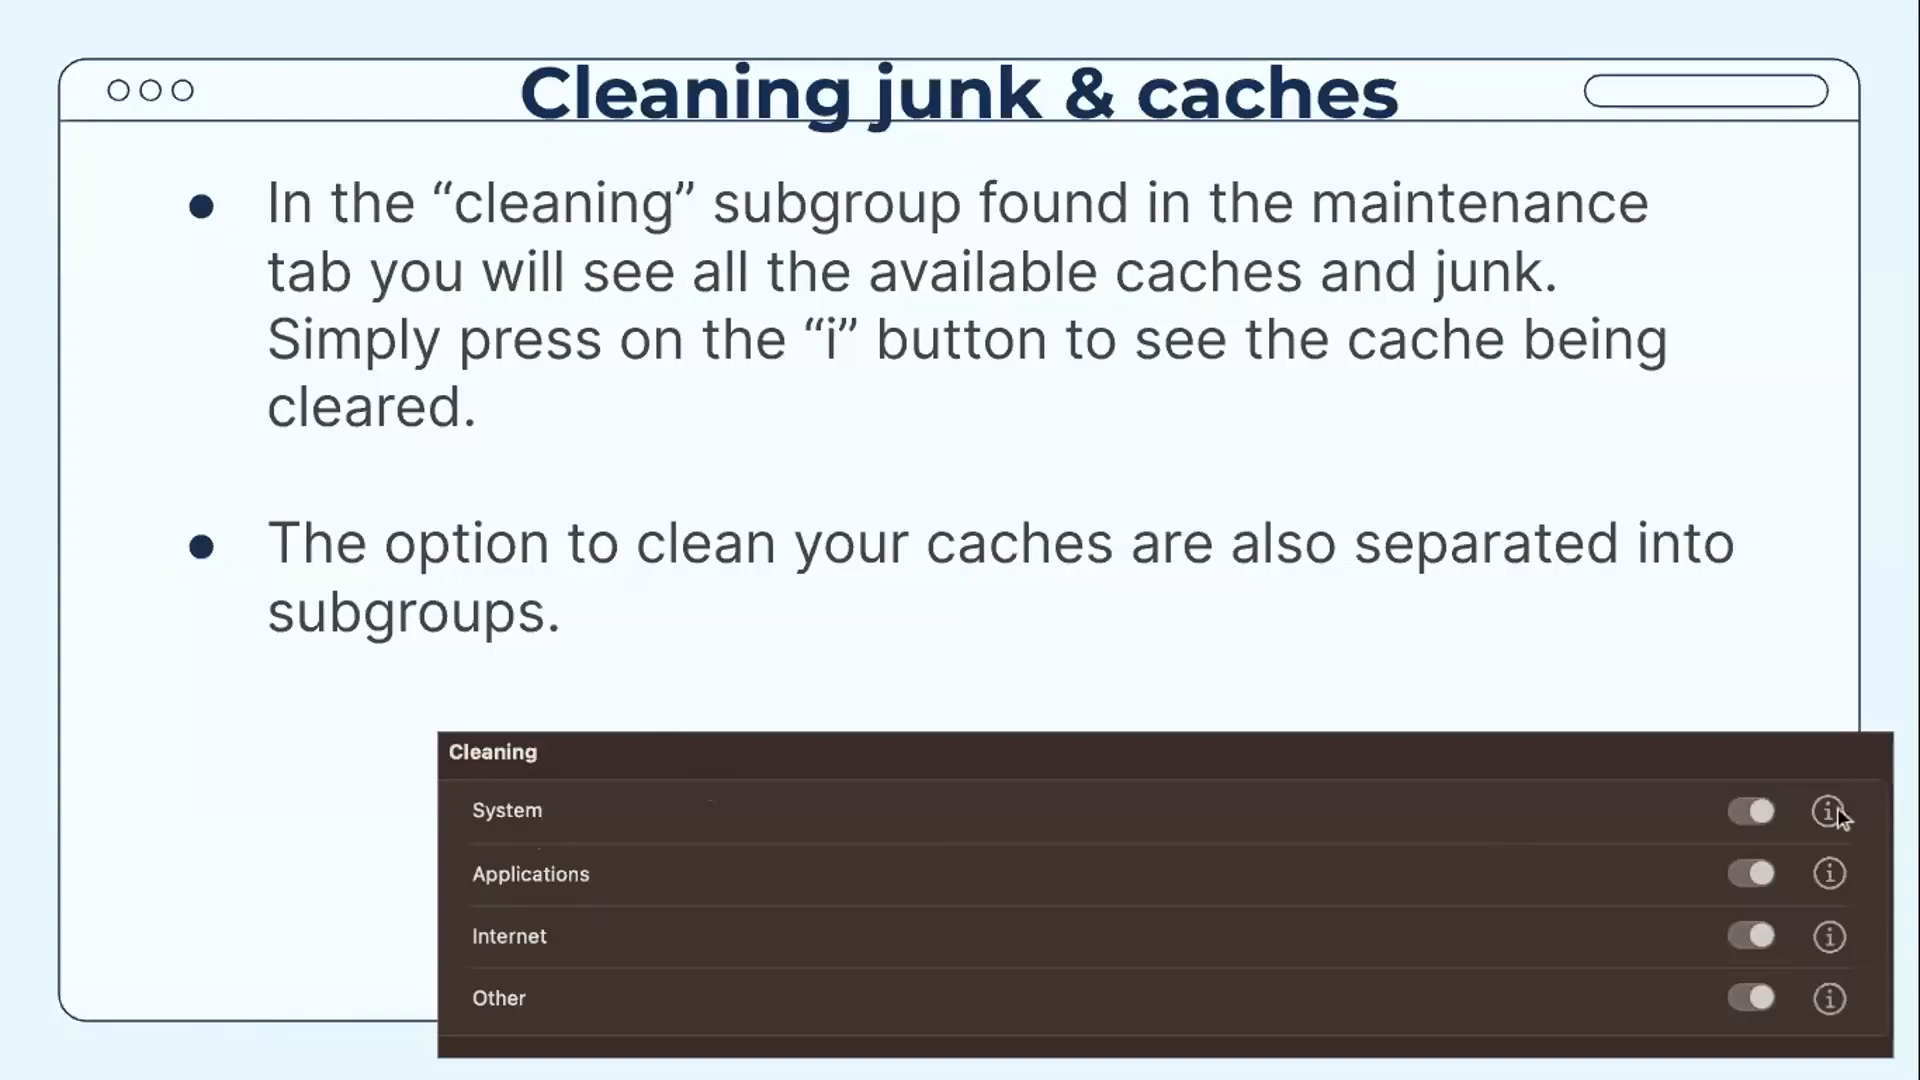 Cleaning junk & caches
● In the “cleaning” subgroup found in the maintenance
tab you will see all the available caches and junk.
Simply press on the “i” button to see the cache being
cleared.
● The option to clean your caches are also separated into
subgroups.
Cleaning
System
Applications
Internet
Other